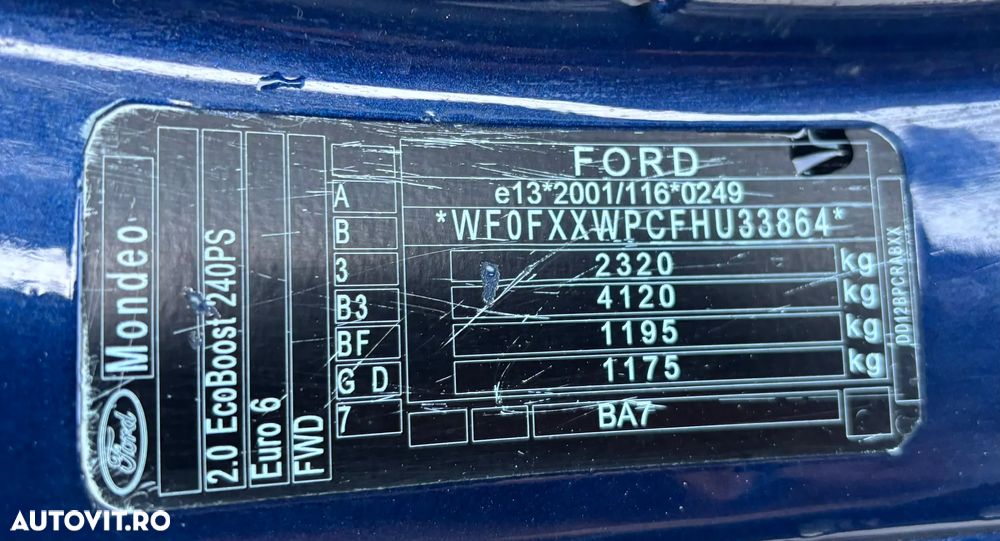 FORD
e13*2001/116*0249
*WF0FXXWPCFHU33864*
2320 kg
4120 kg
1195 kg
1175 kg
BA7
A
B
3
B3
BF
G D
7
Mondeo
2.0 EcoBoost 240PS
Euro 6
FWD
Ford
AUTOVIT.RO